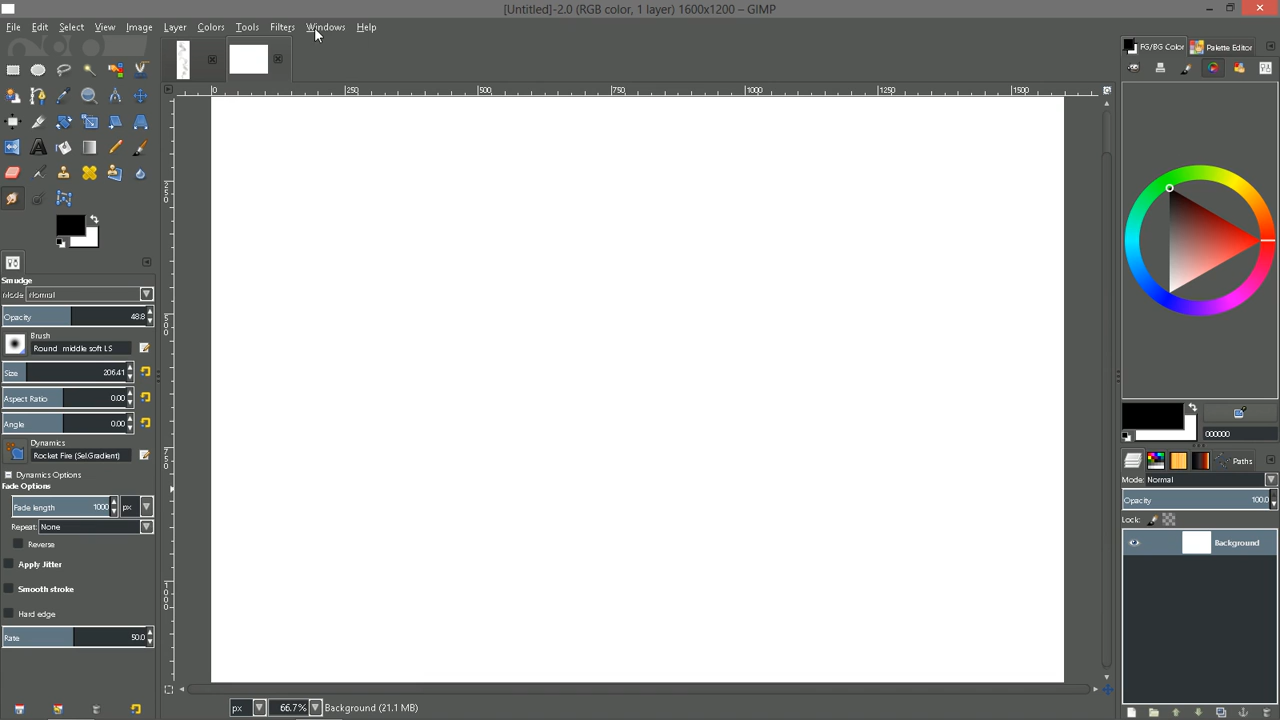 [Untitled]-2.0 (RGB color, 1 layer) 1600x1200 – GIMP
File Edit Select View Image Layer Colors Tools Filters Windows Help
FG/BG Color Palette Editor
0 250 500 750 1000 1250 1500
250
500
750
1000
Smudge
Mode Normal
Opacity 48.8
Brush
Round middle soft LS
Size 206.41
Aspect Ratio 0.00
Angle 0.00
Dynamics
Rocket Fire (Sel.Gradient)
Dynamics Options
Fade Options
Fade length 1000 px
Repeat: None
Reverse
Apply Jitter
Smooth stroke
Hard edge
Rate 50.0
000000
Paths
Mode: Normal
Opacity 100.0
Lock:
Background
px 66.7% Background (21.1 MB)